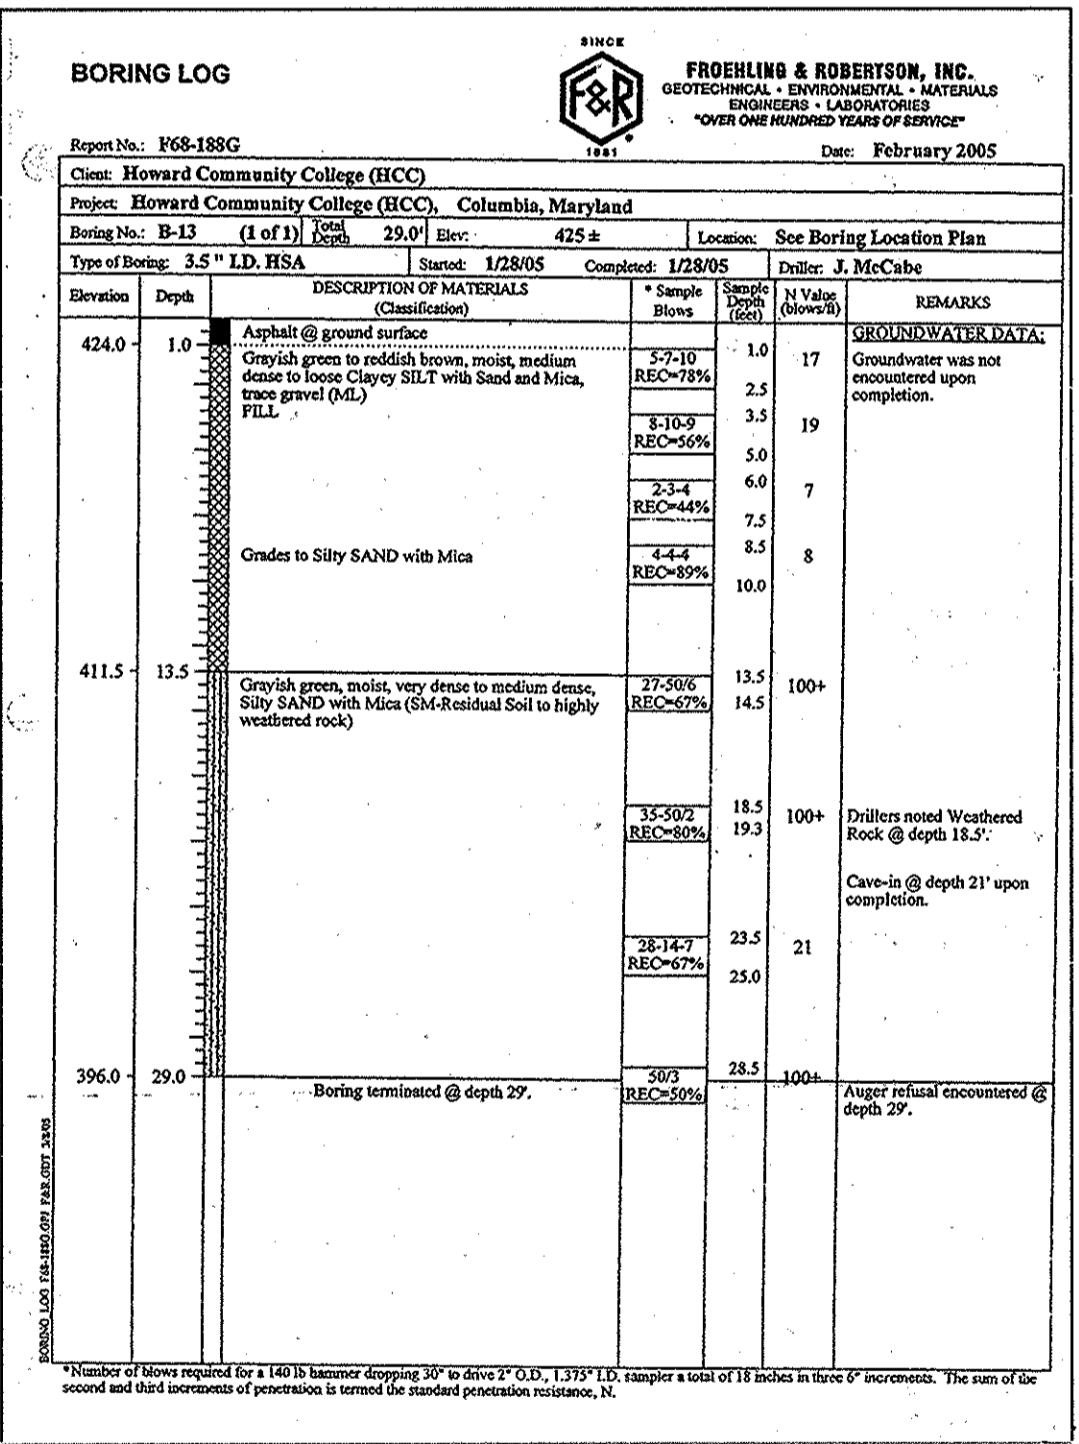 SINCE
BORING LOG
F&R
FROEHLING & ROBERTSON, INC.
GEOTECHNICAL • ENVIRONMENTAL • MATERIALS
ENGINEERS • LABORATORIES
"OVER ONE HUNDRED YEARS OF SERVICE"
1881
Report No.: F68-188G
Date: February 2005
Client: Howard Community College (HCC)
Project: Howard Community College (HCC), Columbia, Maryland
Boring No.: B-13 (1 of 1) Total Depth 29.0' Elev: 425 ± Location: See Boring Location Plan
Type of Boring: 3.5 " I.D. HSA Started: 1/28/05 Completed: 1/28/05 Driller: J. McCabe
Elevation Depth DESCRIPTION OF MATERIALS (Classification) * Sample Blows Sample Depth (feet) N Value (blows/ft) REMARKS
Asphalt @ ground surface
GROUNDWATER DATA:
424.0 1.0
Grayish green to reddish brown, moist, medium
dense to loose Clayey SILT with Sand and Mica,
trace gravel (ML)
FILL
5-7-10
REC=78%
1.0
2.5
17
Groundwater was not
encountered upon
completion.
8-10-9
REC=56%
3.5
5.0
19
2-3-4
REC=44%
6.0
7.5
7
Grades to Silty SAND with Mica
4-4-4
REC=89%
8.5
10.0
8
411.5 13.5
Grayish green, moist, very dense to medium dense,
Silty SAND with Mica (SM-Residual Soil to highly
weathered rock)
27-50/6
REC=67%
13.5
14.5
100+
35-50/2
REC=80%
18.5
19.3
100+
Drillers noted Weathered
Rock @ depth 18.5'.
Cave-in @ depth 21' upon
completion.
28-14-7
REC=67%
23.5
25.0
21
396.0 29.0
Boring terminated @ depth 29'.
50/3
REC=50%
28.5
100+
Auger refusal encountered @
depth 29'.
BORING LOG F68-188G.GPJ F&R.GDT 3/8/05
*Number of blows required for a 140 lb hammer dropping 30" to drive 2" O.D., 1.375" I.D. sampler a total of 18 inches in three 6" increments. The sum of the
second and third increments of penetration is termed the standard penetration resistance, N.